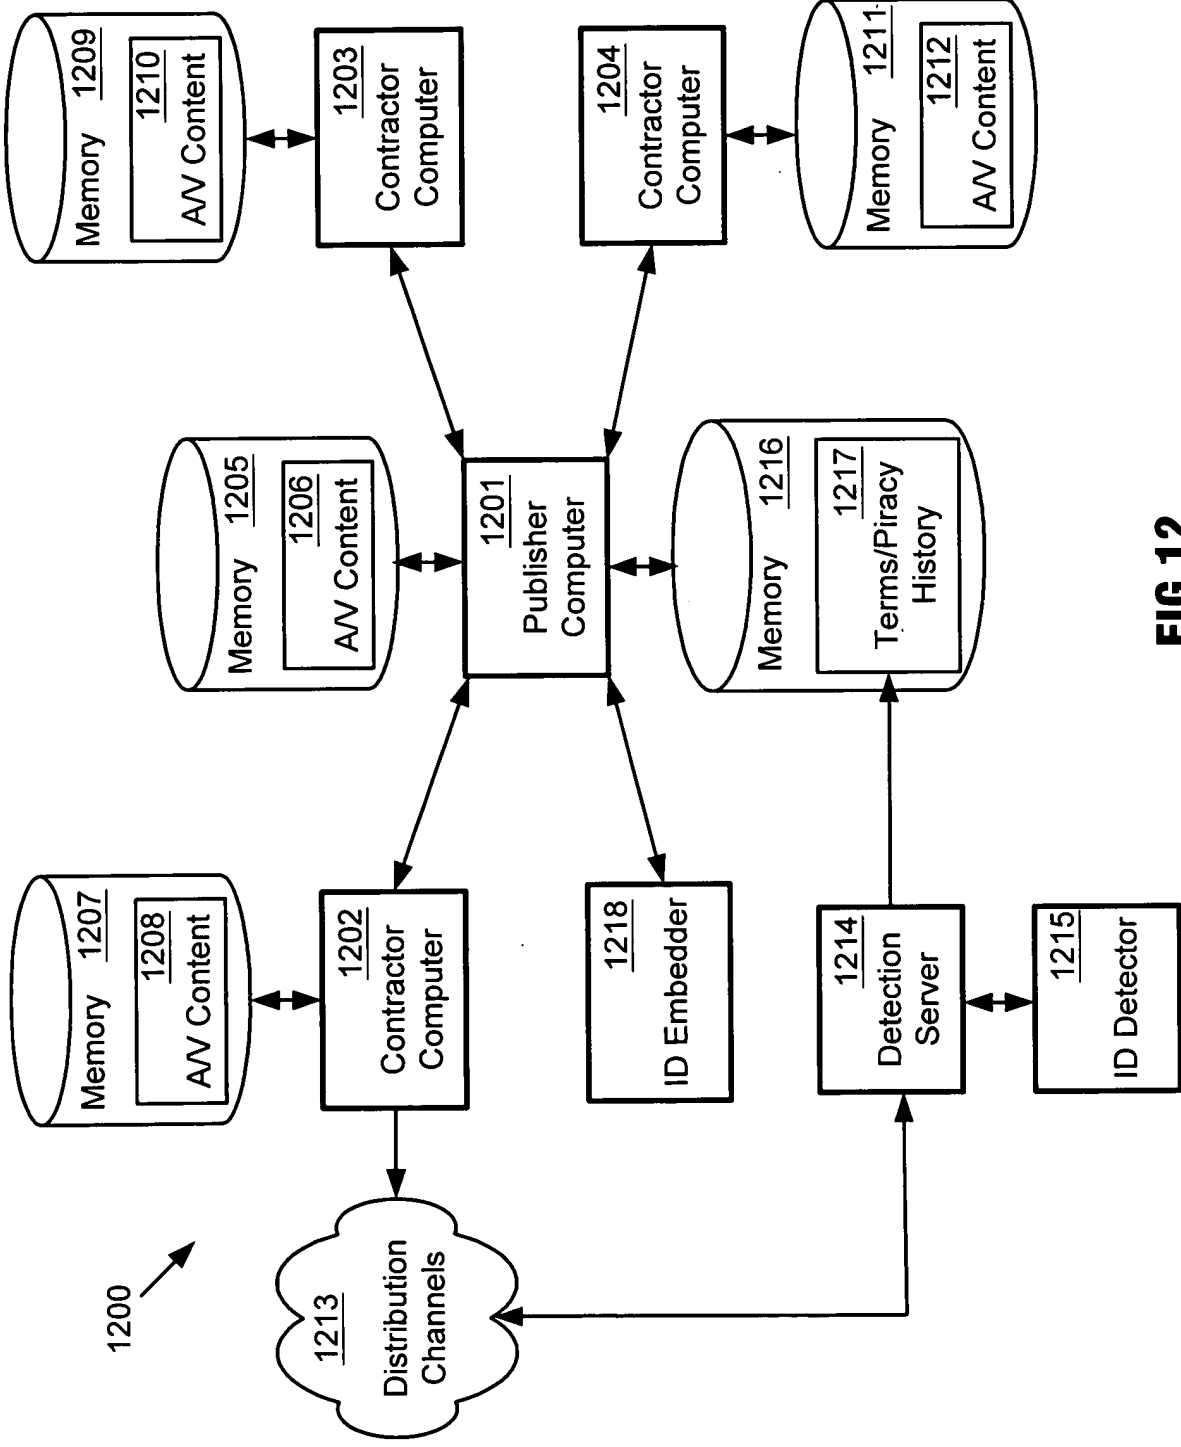 1200
Memory 1207
1208
A/V Content
Memory 1209
1210
A/V Content
Memory 1205
1206
A/V Content
1213
Distribution
Channels
1202
Contractor
Computer
1203
Contractor
Computer
1201
Publisher
Computer
1218
ID Embedder
1204
Contractor
Computer
Memory 1216
1217
Terms/Piracy
History
Memory 1211
1212
A/V Content
1214
Detection
Server
1215
ID Detector
FIG 12